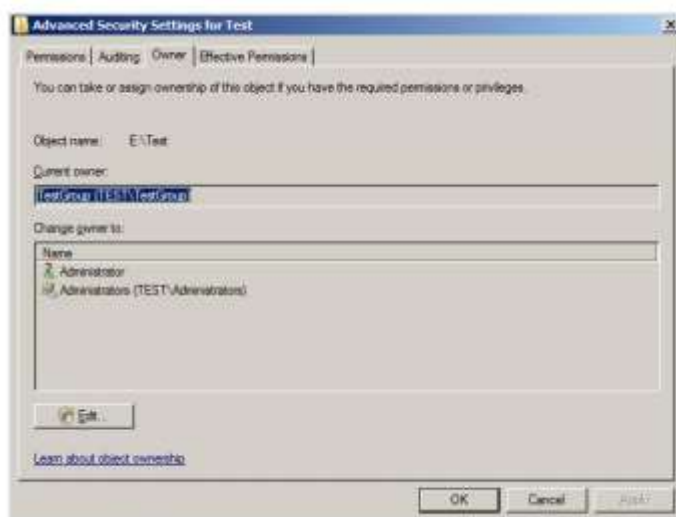 Advanced Security Settings for Test
Permissions Auditing Owner Effective Permissions
You can take or assign ownership of this object if you have the required permissions or privileges.
Object name: E:\Test
Current owner:
TestGroup (TEST\TestGroup)
Change owner to:
Name
Administrator
Administrators (TEST\Administrators)
Edit...
Learn about object ownership
OK Cancel Apply